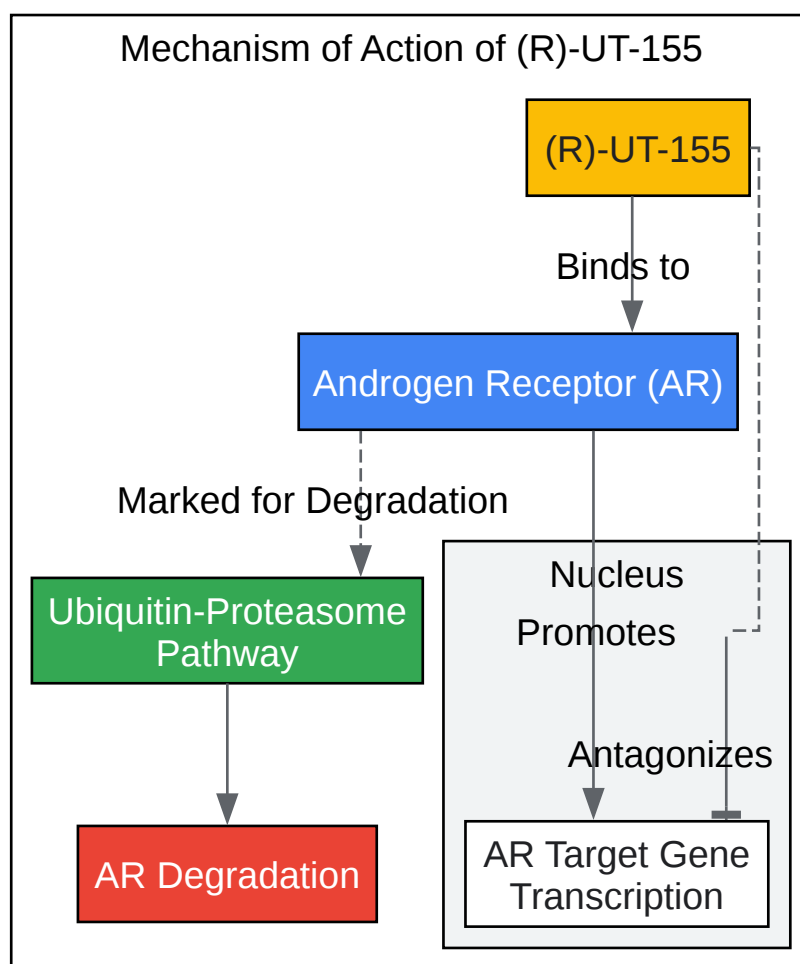 Mechanism of Action of (R)-UT-155
(R)-UT-155
Binds to
Androgen Receptor (AR)
Marked for Degradation
Nucleus
Ubiquitin-Proteasome
Pathway
Promotes
Antagonizes
AR Degradation
AR Target Gene
Transcription